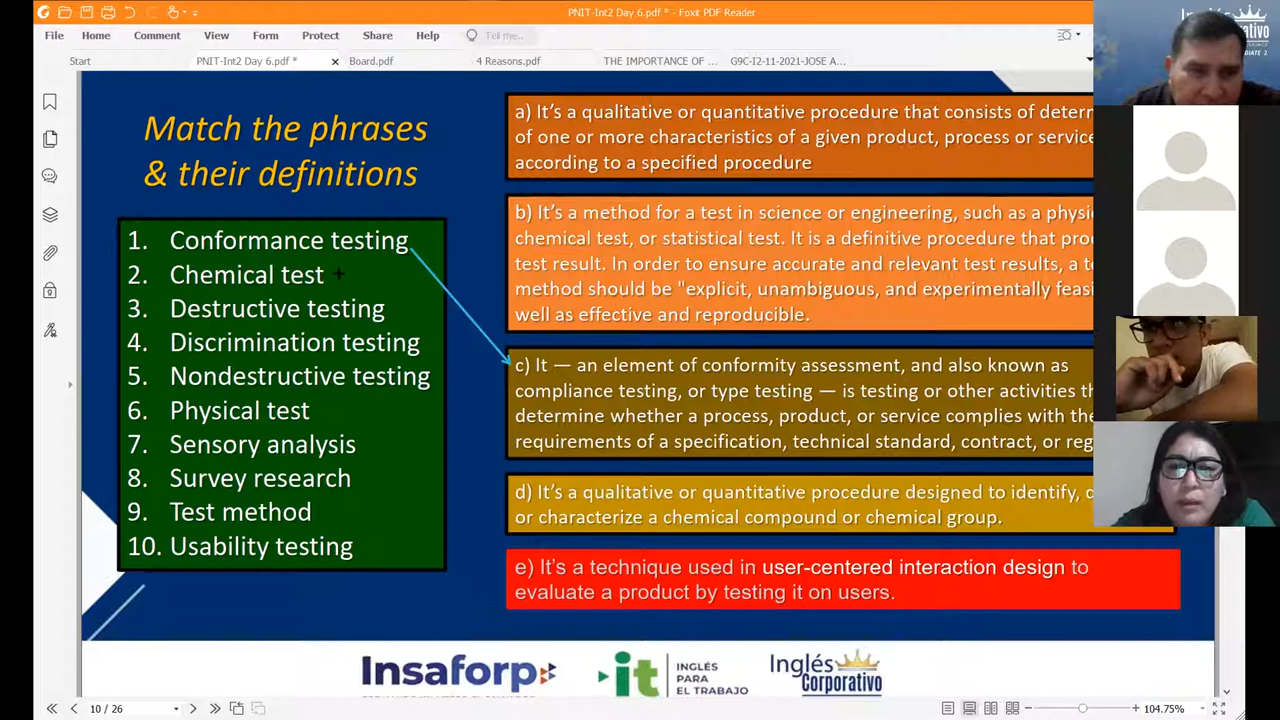 PNIT-Int2 Day 6.pdf * - Foxit PDF Reader
File Home Comment View Form Protect Share Help Tell me...
Start PNIT-Int2 Day 6.pdf * Board.pdf 4 Reasons.pdf THE IMPORTANCE OF ... G9C-I2-11-2021-JOSE A...
Match the phrases
& their definitions
1. Conformance testing
2. Chemical test
3. Destructive testing
4. Discrimination testing
5. Nondestructive testing
6. Physical test
7. Sensory analysis
8. Survey research
9. Test method
10. Usability testing
a) It's a qualitative or quantitative procedure that consists of deter
of one or more characteristics of a given product, process or service
according to a specified procedure
b) It's a method for a test in science or engineering, such as a physi
chemical test, or statistical test. It is a definitive procedure that pro
test result. In order to ensure accurate and relevant test results, a t
method should be "explicit, unambiguous, and experimentally feasi
well as effective and reproducible.
c) It — an element of conformity assessment, and also known as
compliance testing, or type testing — is testing or other activities th
determine whether a process, product, or service complies with the
requirements of a specification, technical standard, contract, or reg
d) It's a qualitative or quantitative procedure designed to identify,
or characterize a chemical compound or chemical group.
e) It's a technique used in user-centered interaction design to
evaluate a product by testing it on users.
Insaforp
it INGLÉS
PARA
EL TRABAJO
Inglés
Corporativo
10 / 26
104.75%